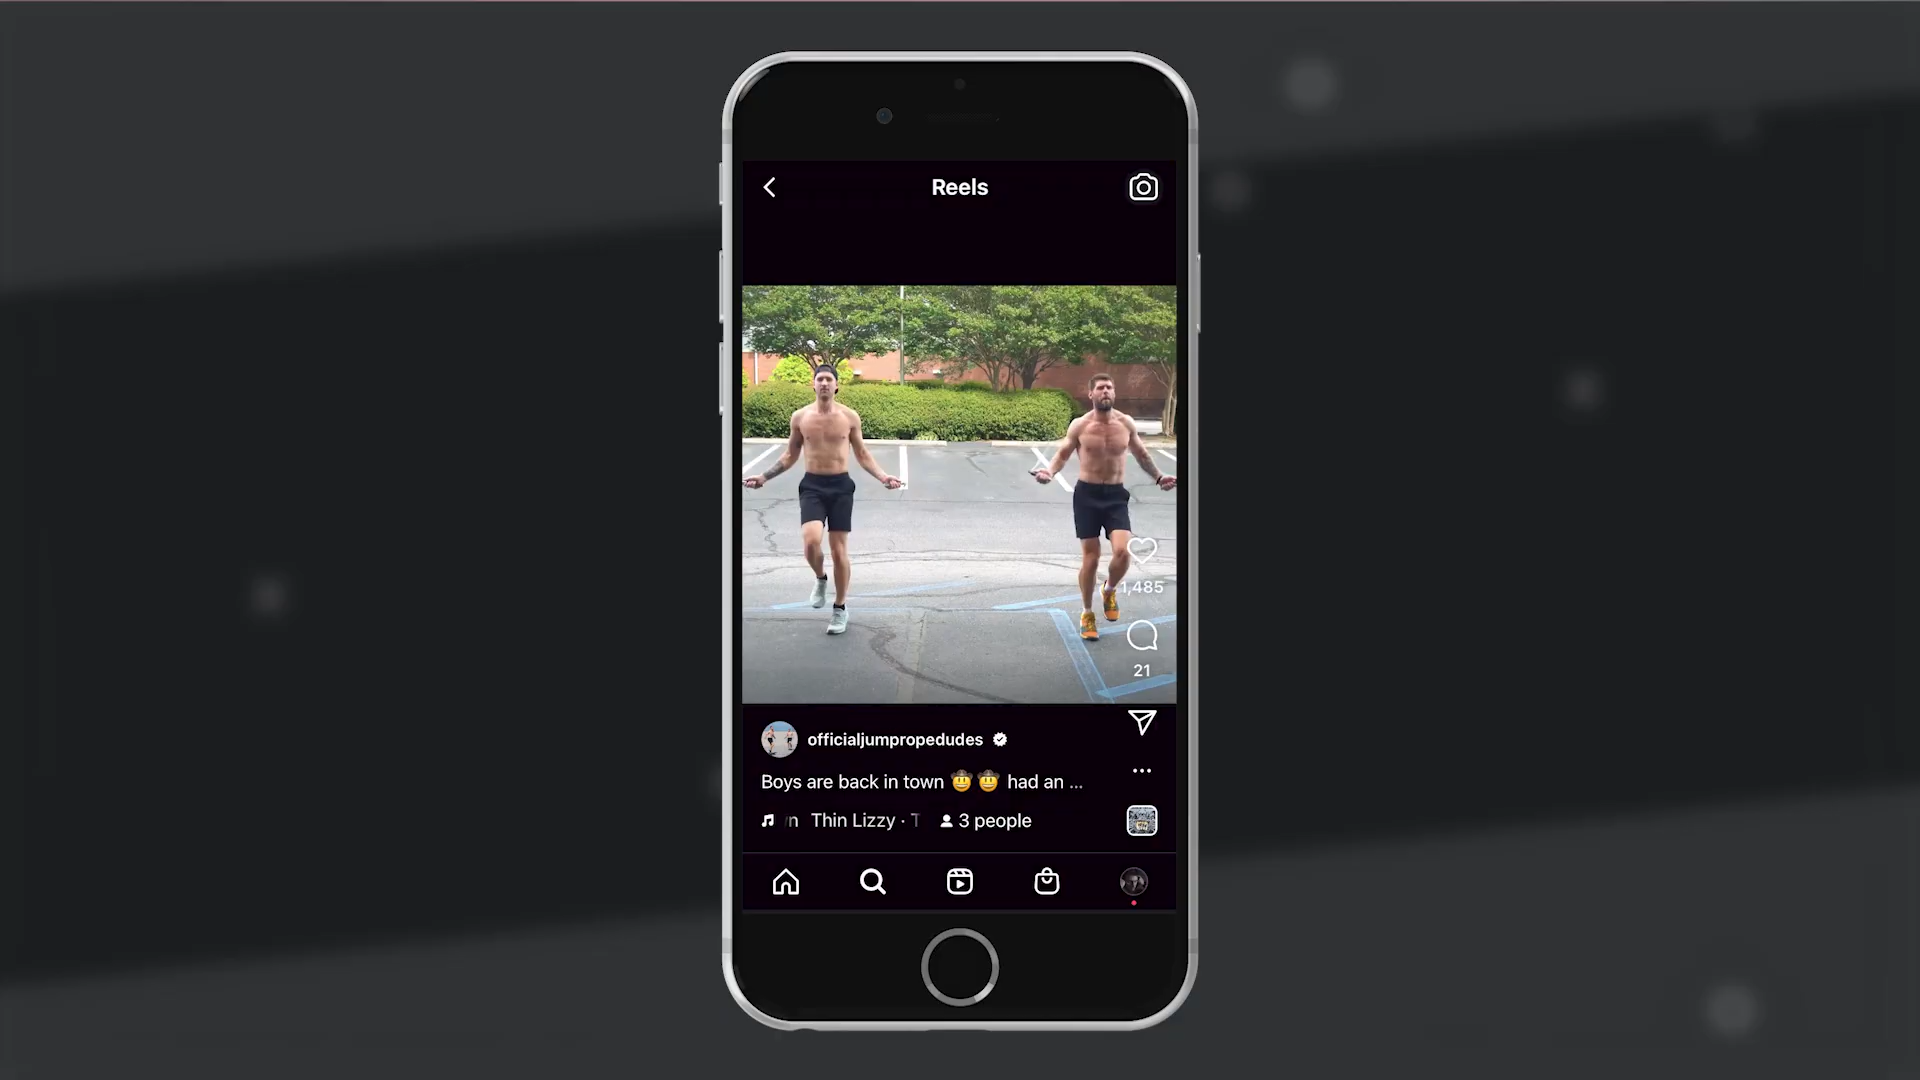 Reels
1,485
21
officialjumpropedudes
Boys are back in town 🤠🤠 had an ...
n Thin Lizzy · T 3 people